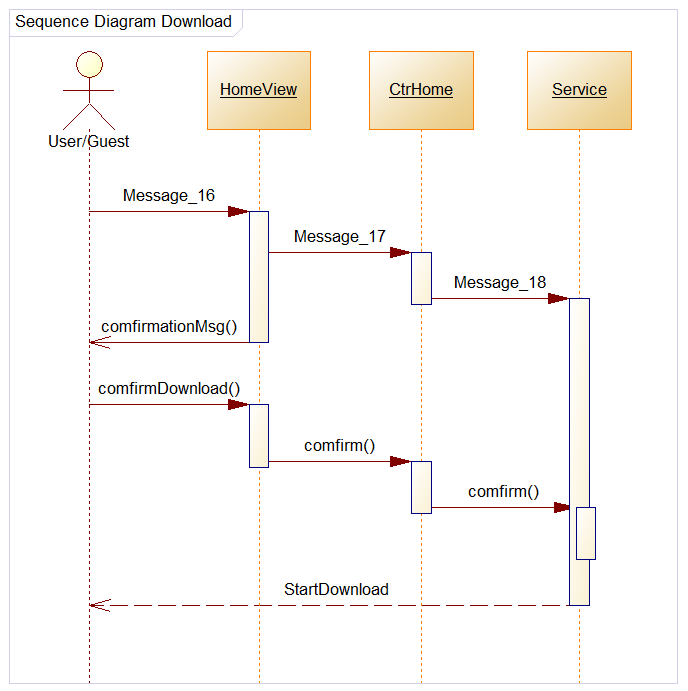 Sequence Diagram Download
HomeView
CtrHome
Service
User/Guest
Message_16
Message_17
Message_18
comfirmationMsg()
comfirmDownload()
comfirm()
comfirm()
StartDownload